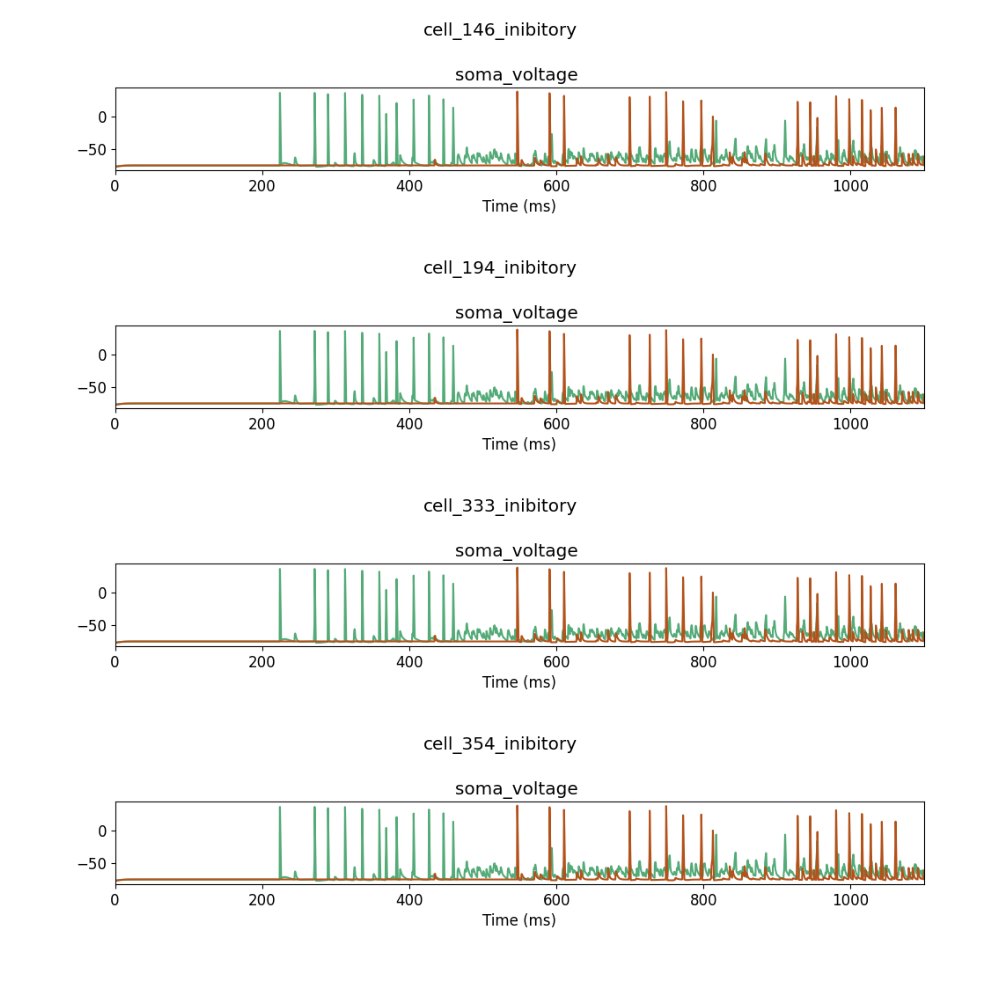 cell_146_inibitory
soma_voltage
0
−50
0 200 400 600 800 1000
Time (ms)
cell_194_inibitory
soma_voltage
0
−50
0 200 400 600 800 1000
Time (ms)
cell_333_inibitory
soma_voltage
0
−50
0 200 400 600 800 1000
Time (ms)
cell_354_inibitory
soma_voltage
0
−50
0 200 400 600 800 1000
Time (ms)